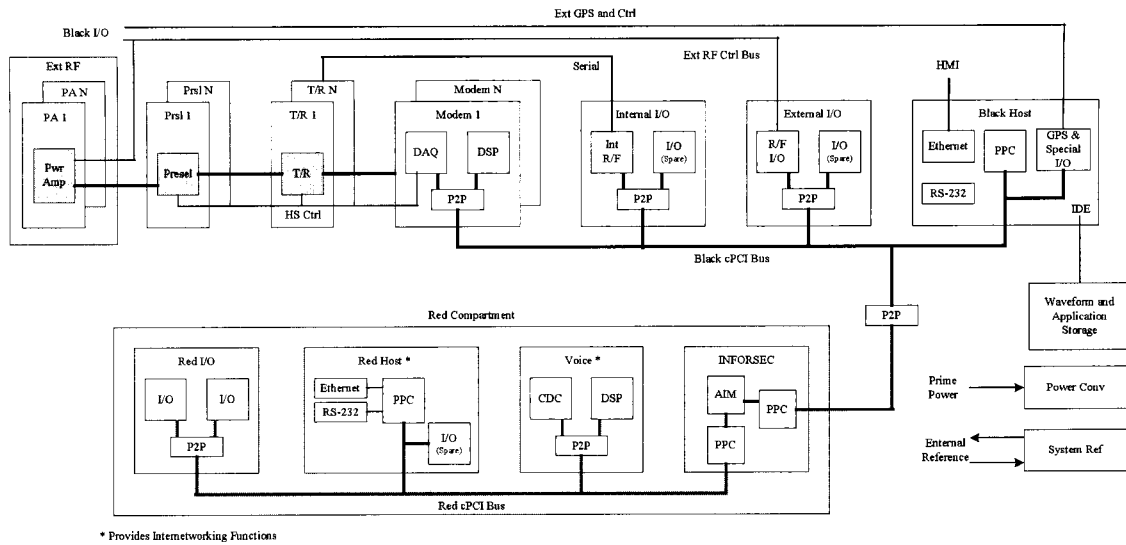 Ext GPS and Ctrl
Black I/O
Ext RF Ctrl Bus
Ext RF
PA N
PA 1
Pwr
Amp
Prsl N
Prsl 1
Presel
T/R N
T/R 1
T/R
HS Ctrl
Serial
Modem N
Modem 1
DAQ
DSP
P2P
Internal I/O
Int
R/F
I/O
(Spare)
P2P
External I/O
R/F
I/O
I/O
(Spare)
P2P
HMI
Black Host
Ethernet
PPC
GPS &
Special
I/O
RS-232
IDE
Black cPCI Bus
P2P
Waveform and
Application
Storage
Red Compartment
Red I/O
I/O
I/O
P2P
Red Host *
Ethernet
RS-232
PPC
I/O
(Spare)
Voice *
CDC
DSP
P2P
INFORSEC
AIM
PPC
PPC
Red cPCI Bus
Prime
Power
Power Conv
Enternal
Reference
System Ref
* Provides Internetworking Functions